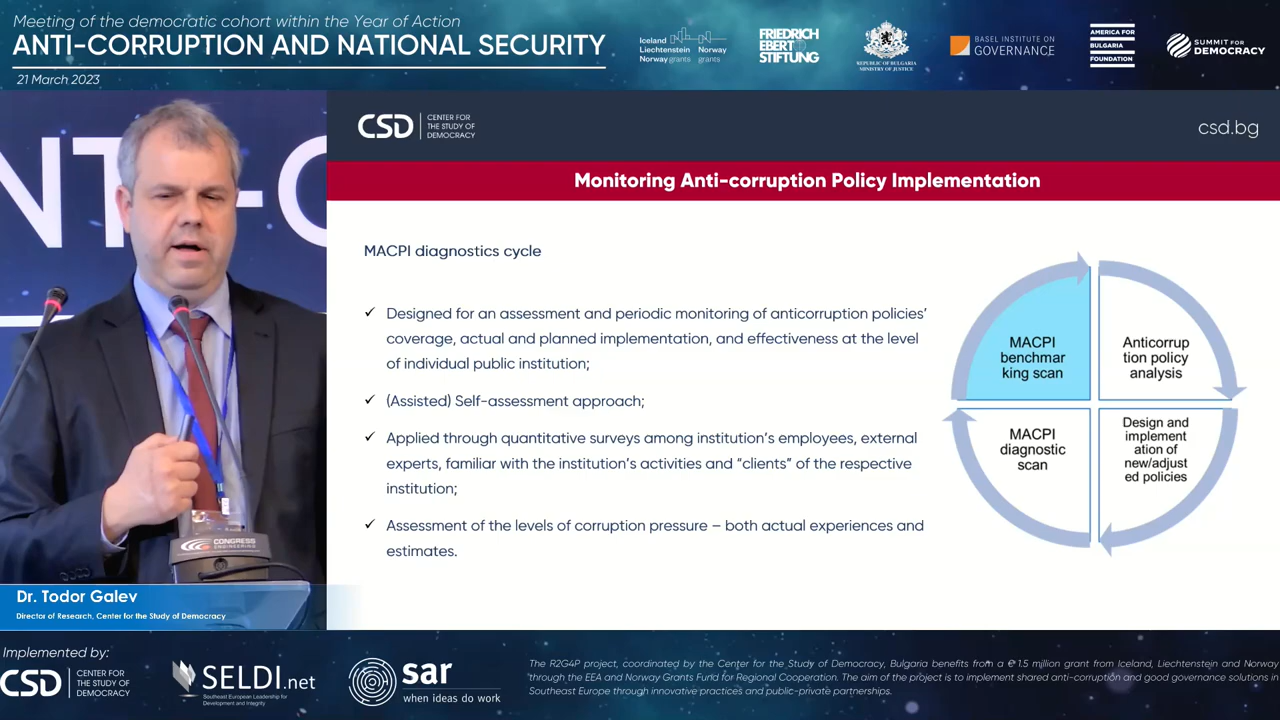 Meeting of the democratic cohort within the Year of Action
ANTI-CORRUPTION AND NATIONAL SECURITY
21 March 2023
Iceland
Liechtenstein Norway
Norway grants grants
FRIEDRICH
EBERT
STIFTUNG
REPUBLIC OF BULGARIA
MINISTRY OF JUSTICE
BASEL INSTITUTE ON
GOVERNANCE
AMERICA FOR
BULGARIA
FOUNDATION
SUMMIT FOR
DEMOCRACY
CSD
CENTER FOR
THE STUDY OF
DEMOCRACY
csd.bg
Monitoring Anti-corruption Policy Implementation
MACPI diagnostics cycle
✓ Designed for an assessment and periodic monitoring of anticorruption policies'
coverage, actual and planned implementation, and effectiveness at the level
of individual public institution;
✓ (Assisted) Self-assessment approach;
✓ Applied through quantitative surveys among institution's employees, external
experts, familiar with the institution's activities and "clients" of the respective
institution;
✓ Assessment of the levels of corruption pressure – both actual experiences and
estimates.
MACPI
benchmar
king scan
Anticorrup
tion policy
analysis
MACPI
diagnostic
scan
Design and
implement
ation of
new/adjust
ed policies
NT-C
CONGRESS
ENGINEERING
Dr. Todor Galev
Director of Research, Center for the Study of Democracy
Implemented by:
CSD
CENTER FOR
THE STUDY OF
DEMOCRACY
SELDI.net
Southeast European Leadership for
Development and Integrity
sar
when ideas do work
The R2G4P project, coordinated by the Center for the Study of Democracy, Bulgaria benefits from a € 1.5 million grant from Iceland, Liechtenstein and Norway
through the EEA and Norway Grants Fund for Regional Cooperation. The aim of the project is to implement shared anti-corruption and good governance solutions in
Southeast Europe through innovative practices and public-private partnerships.